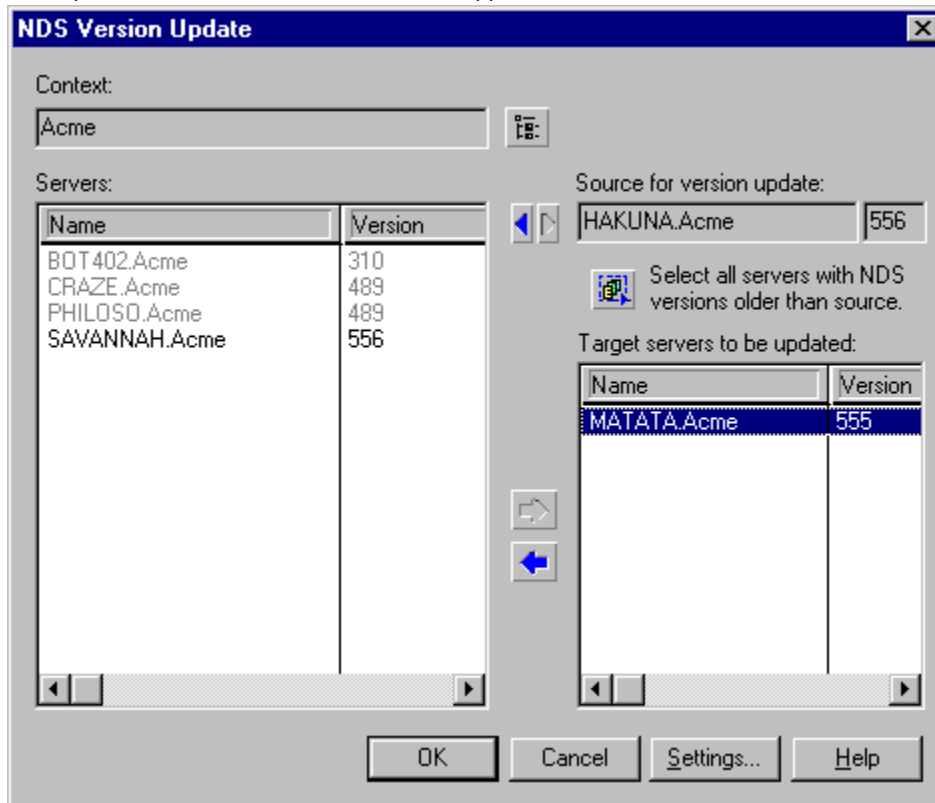 NDS Version Update
Context:
Acme
Servers:
Name Version
BOT402.Acme 310
CRAZE.Acme 489
PHILOSO.Acme 489
SAVANNAH.Acme 556
Source for version update:
HAKUNA.Acme 556
Select all servers with NDS
versions older than source.
Target servers to be updated:
Name Version
MATATA.Acme 555
OK Cancel Settings... Help